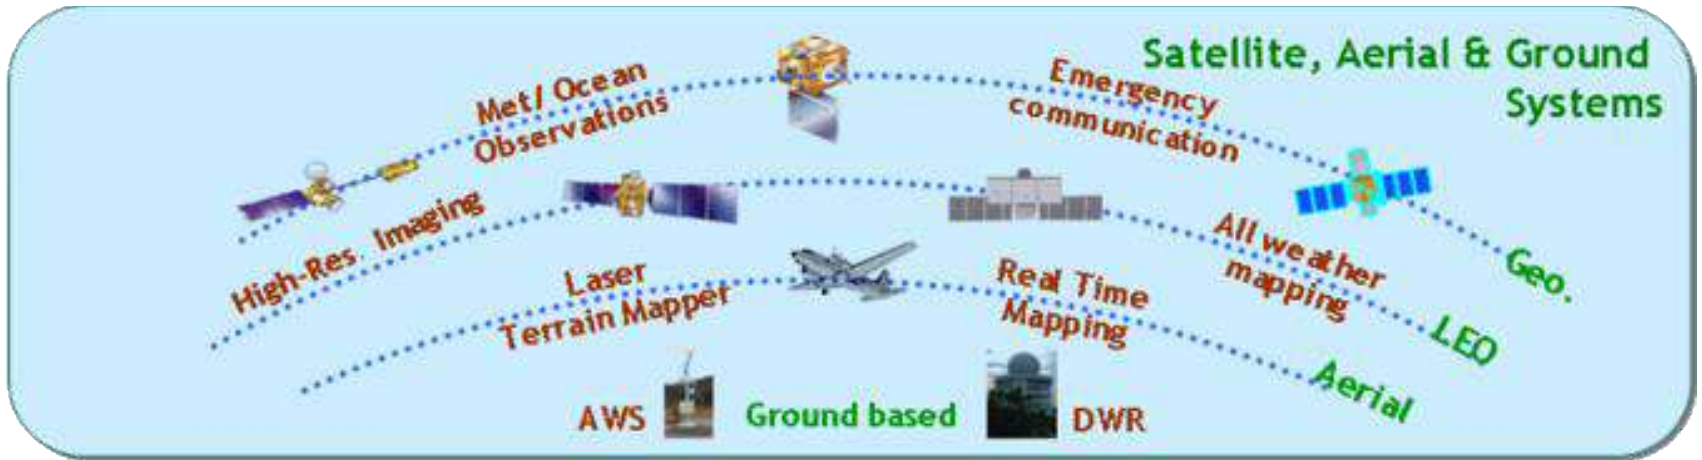 Satellite, Aerial & Ground
Systems
Met/ Ocean
Observations
Emergency
communication
Geo.
High-Res. Imaging
All weather
mapping
LEO
Laser
Terrain Mapper
Real Time
Mapping
Aerial
AWS
Ground based
DWR